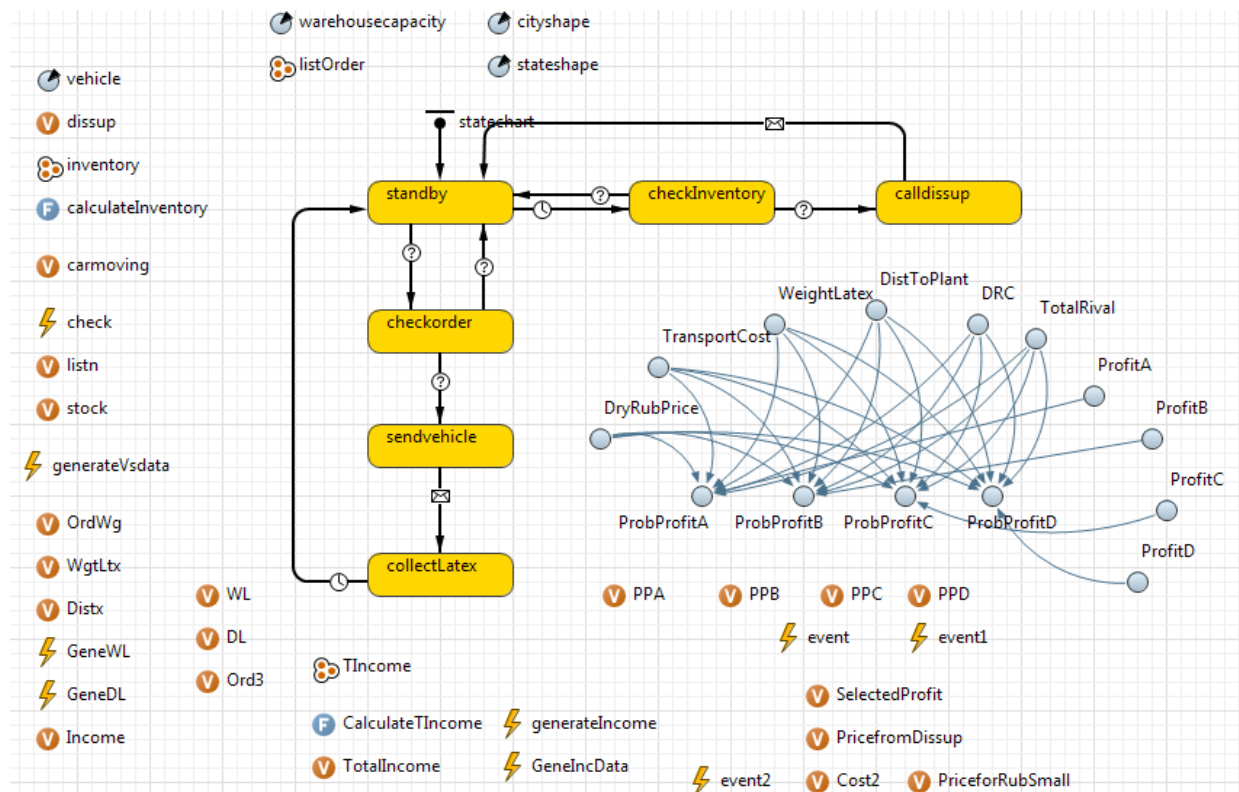 warehousecapacity
cityshape
listOrder
stateshape
vehicle
dissup
statechart
inventory
standby
checkInventory
calldissup
calculateInventory
carmoving
DistToPlant
WeightLatex
DRC
TotalRival
check
checkorder
TransportCost
listn
ProfitA
stock
DryRubPrice
ProfitB
sendvehicle
generateVsdata
ProfitC
OrdWg
ProbProfitA
ProbProfitB
ProbProfitC
ProbProfitD
ProfitD
WgtLtx
collectLatex
WL
PPA
PPB
PPC
PPD
Distx
DL
event
event1
GeneWL
TIncome
Ord3
GeneDL
SelectedProfit
CalculateTIncome
generateIncome
Income
PricefromDissup
TotalIncome
GeneIncData
event2
Cost2
PriceforRubSmall
V
V
F
V
V
V
V
V
V
V
V
V
V
F
V
V
V
V
V
V
V
V
V
?
?
?
?
?